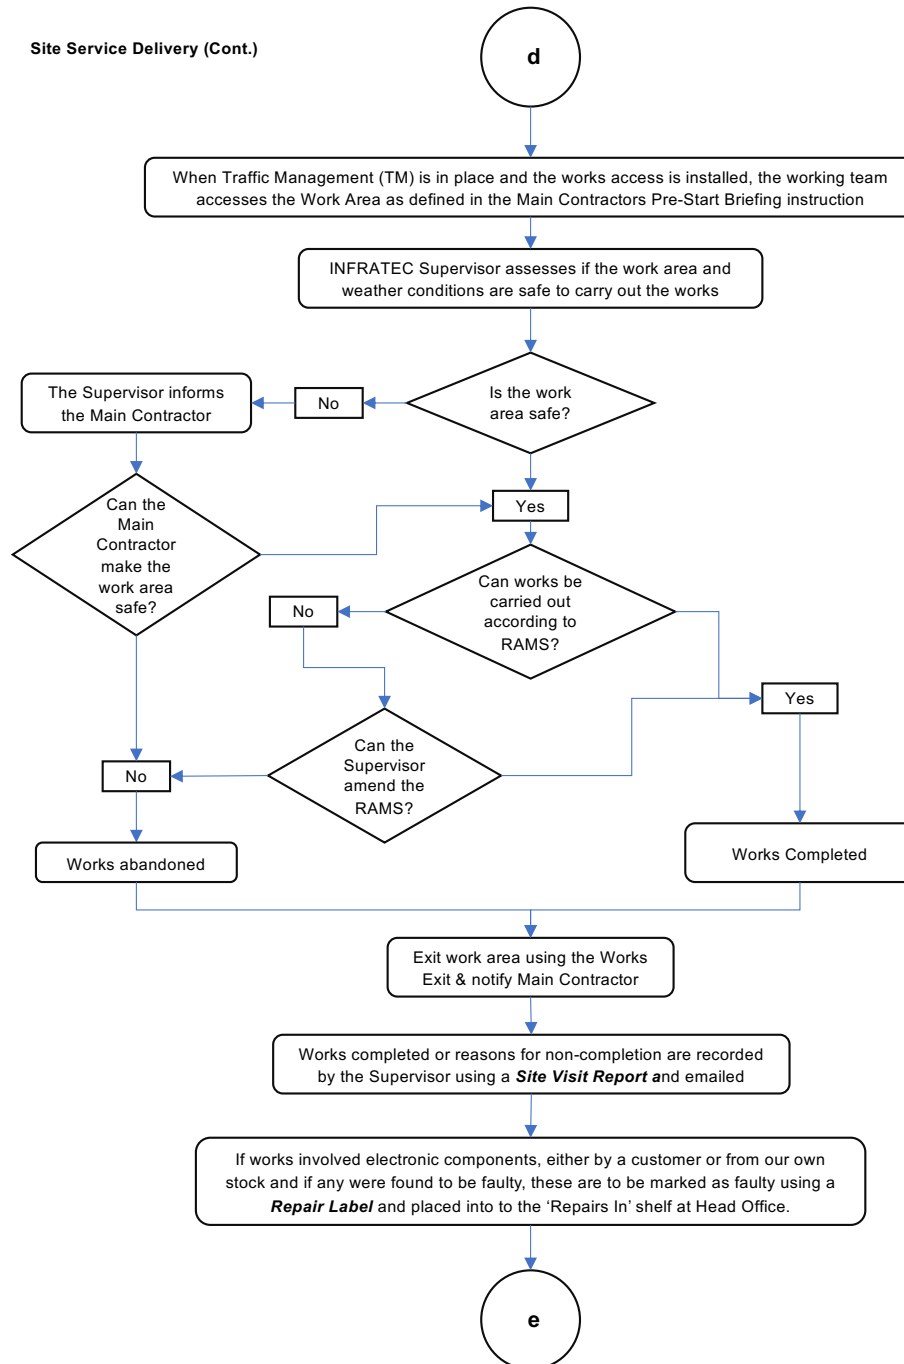 Site Service Delivery (Cont.)
d
When Traffic Management (TM) is in place and the works access is installed, the working team
accesses the Work Area as defined in the Main Contractors Pre-Start Briefing instruction
INFRATEC Supervisor assesses if the work area and
weather conditions are safe to carry out the works
Is the work
area safe?
No
The Supervisor informs
the Main Contractor
Yes
Can the
Main
Contractor
make the
work area
safe?
Can works be
carried out
according to
RAMS?
No
Yes
Can the
Supervisor
amend the
RAMS?
No
Works abandoned
Works Completed
Exit work area using the Works
Exit & notify Main Contractor
Works completed or reasons for non-completion are recorded
by the Supervisor using a Site Visit Report and emailed
If works involved electronic components, either by a customer or from our own
stock and if any were found to be faulty, these are to be marked as faulty using a
Repair Label and placed into to the ‘Repairs In’ shelf at Head Office.
e